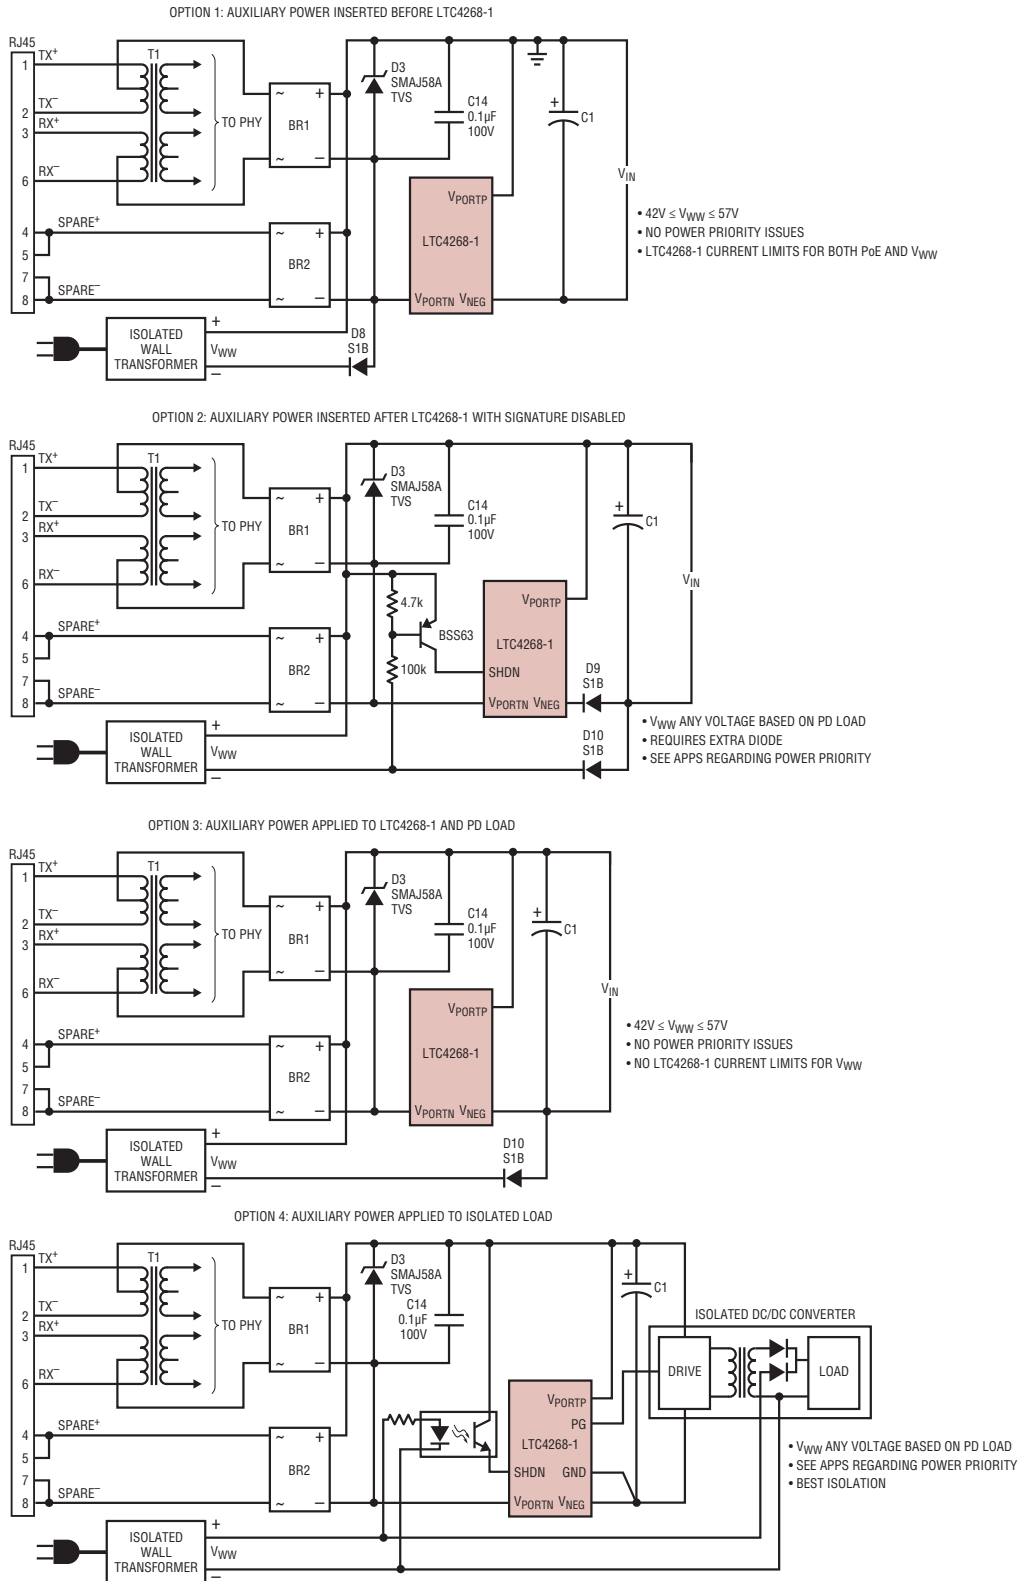 OPTION 1: AUXILIARY POWER INSERTED BEFORE LTC4268-1
RJ45
1
TX+
2
TX–
3
RX+
6
RX–
4
SPARE+
5
7
8
SPARE–
T1
TO PHY
~ +
BR1
~ –
~ +
BR2
~ –
D3
SMAJ58A
TVS
C14
0.1µF
100V
+
C1
VIN
VPORTP
LTC4268-1
VPORTN VNEG
ISOLATED
WALL
TRANSFORMER
+
VWW
–
D8
S1B
• 42V ≤ VWW ≤ 57V
• NO POWER PRIORITY ISSUES
• LTC4268-1 CURRENT LIMITS FOR BOTH PoE AND VWW
OPTION 2: AUXILIARY POWER INSERTED AFTER LTC4268-1 WITH SIGNATURE DISABLED
RJ45
1
TX+
2
TX–
3
RX+
6
RX–
4
SPARE+
5
7
8
SPARE–
T1
TO PHY
~ +
BR1
~ –
~ +
BR2
~ –
D3
SMAJ58A
TVS
C14
0.1µF
100V
+
C1
VIN
4.7k
BSS63
100k
VPORTP
LTC4268-1
SHDN
VPORTN VNEG
D9
S1B
D10
S1B
ISOLATED
WALL
TRANSFORMER
+
VWW
–
• VWW ANY VOLTAGE BASED ON PD LOAD
• REQUIRES EXTRA DIODE
• SEE APPS REGARDING POWER PRIORITY
OPTION 3: AUXILIARY POWER APPLIED TO LTC4268-1 AND PD LOAD
RJ45
1
TX+
2
TX–
3
RX+
6
RX–
4
SPARE+
5
7
8
SPARE–
T1
TO PHY
~ +
BR1
~ –
~ +
BR2
~ –
D3
SMAJ58A
TVS
C14
0.1µF
100V
+
C1
VIN
VPORTP
LTC4268-1
VPORTN VNEG
D10
S1B
ISOLATED
WALL
TRANSFORMER
+
VWW
–
• 42V ≤ VWW ≤ 57V
• NO POWER PRIORITY ISSUES
• NO LTC4268-1 CURRENT LIMITS FOR VWW
OPTION 4: AUXILIARY POWER APPLIED TO ISOLATED LOAD
RJ45
1
TX+
2
TX–
3
RX+
6
RX–
4
SPARE+
5
7
8
SPARE–
T1
TO PHY
~ +
BR1
~ –
~ +
BR2
~ –
D3
SMAJ58A
TVS
C14
0.1µF
100V
+
C1
ISOLATED DC/DC CONVERTER
DRIVE
LOAD
VPORTP
PG
LTC4268-1
SHDN GND
VPORTN VNEG
ISOLATED
WALL
TRANSFORMER
+
VWW
–
• VWW ANY VOLTAGE BASED ON PD LOAD
• SEE APPS REGARDING POWER PRIORITY
• BEST ISOLATION